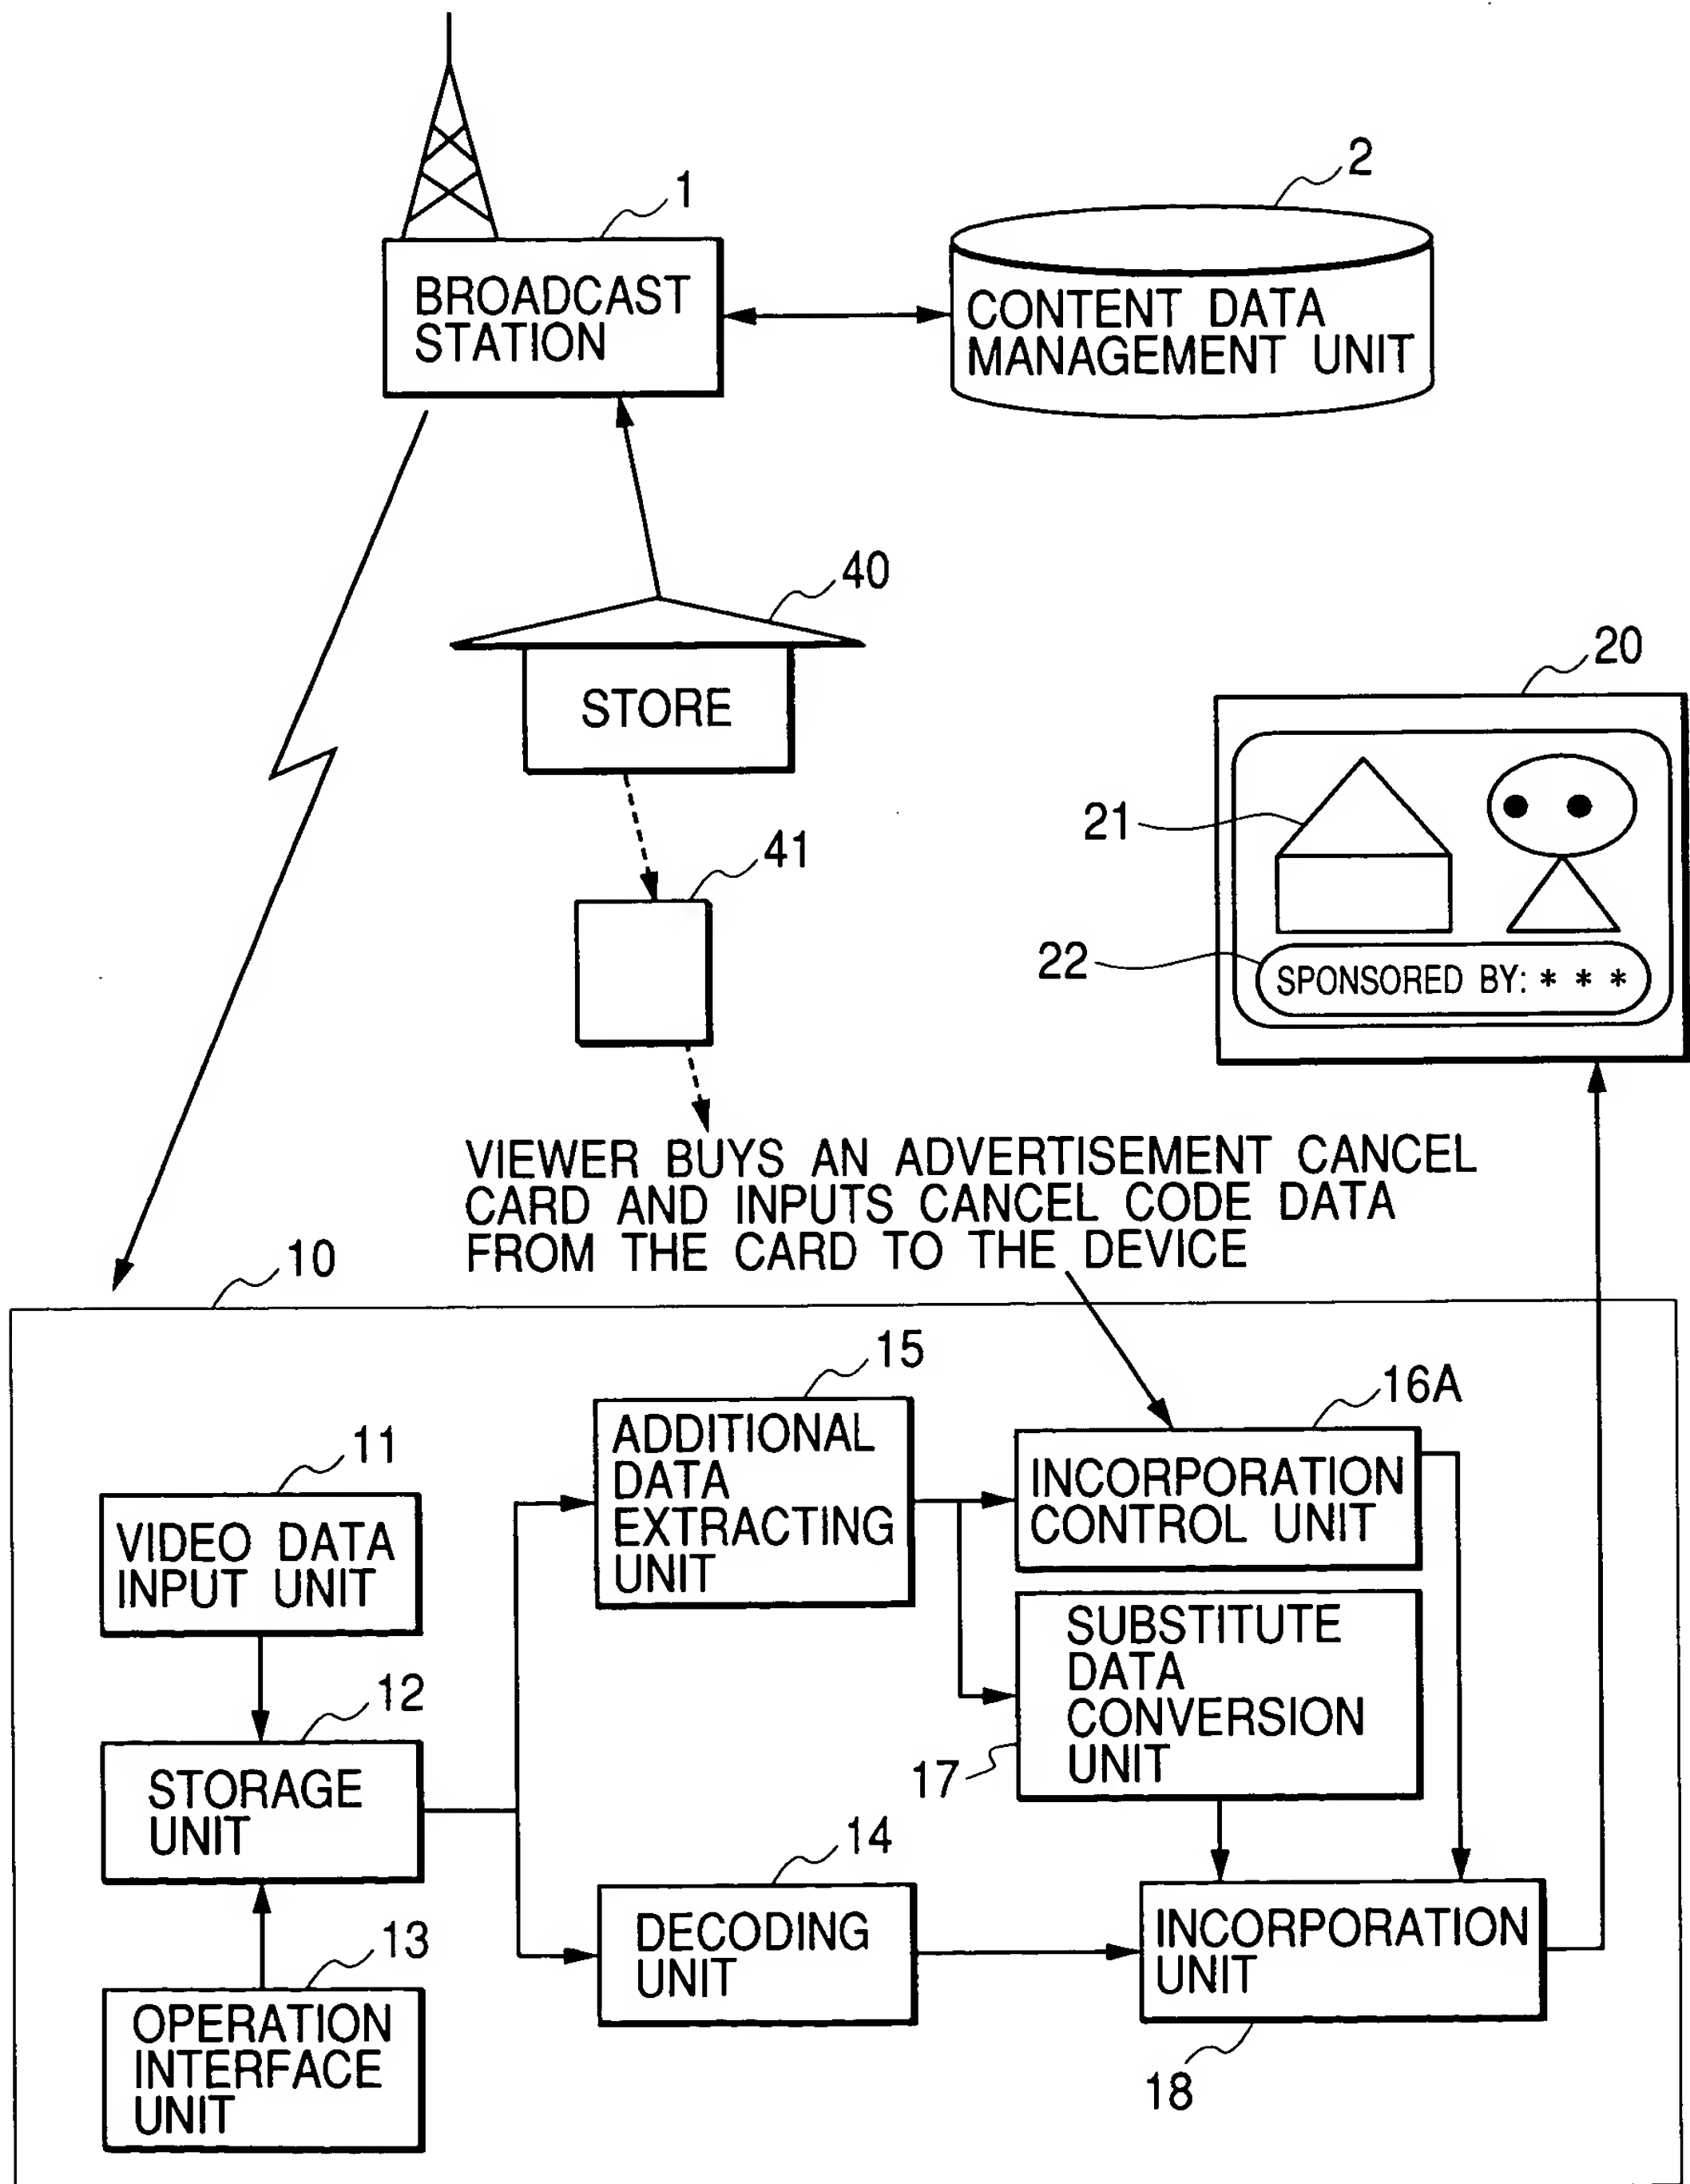 1
2
BROADCAST
STATION
CONTENT DATA
MANAGEMENT UNIT
40
STORE
20
21
22
SPONSORED BY: * * *
41
VIEWER BUYS AN ADVERTISEMENT CANCEL
CARD AND INPUTS CANCEL CODE DATA
FROM THE CARD TO THE DEVICE
10
15
16A
11
ADDITIONAL
DATA
EXTRACTING
UNIT
INCORPORATION
CONTROL UNIT
VIDEO DATA
INPUT UNIT
SUBSTITUTE
DATA
CONVERSION
UNIT
17
12
STORAGE
UNIT
14
DECODING
UNIT
INCORPORATION
UNIT
18
13
OPERATION
INTERFACE
UNIT